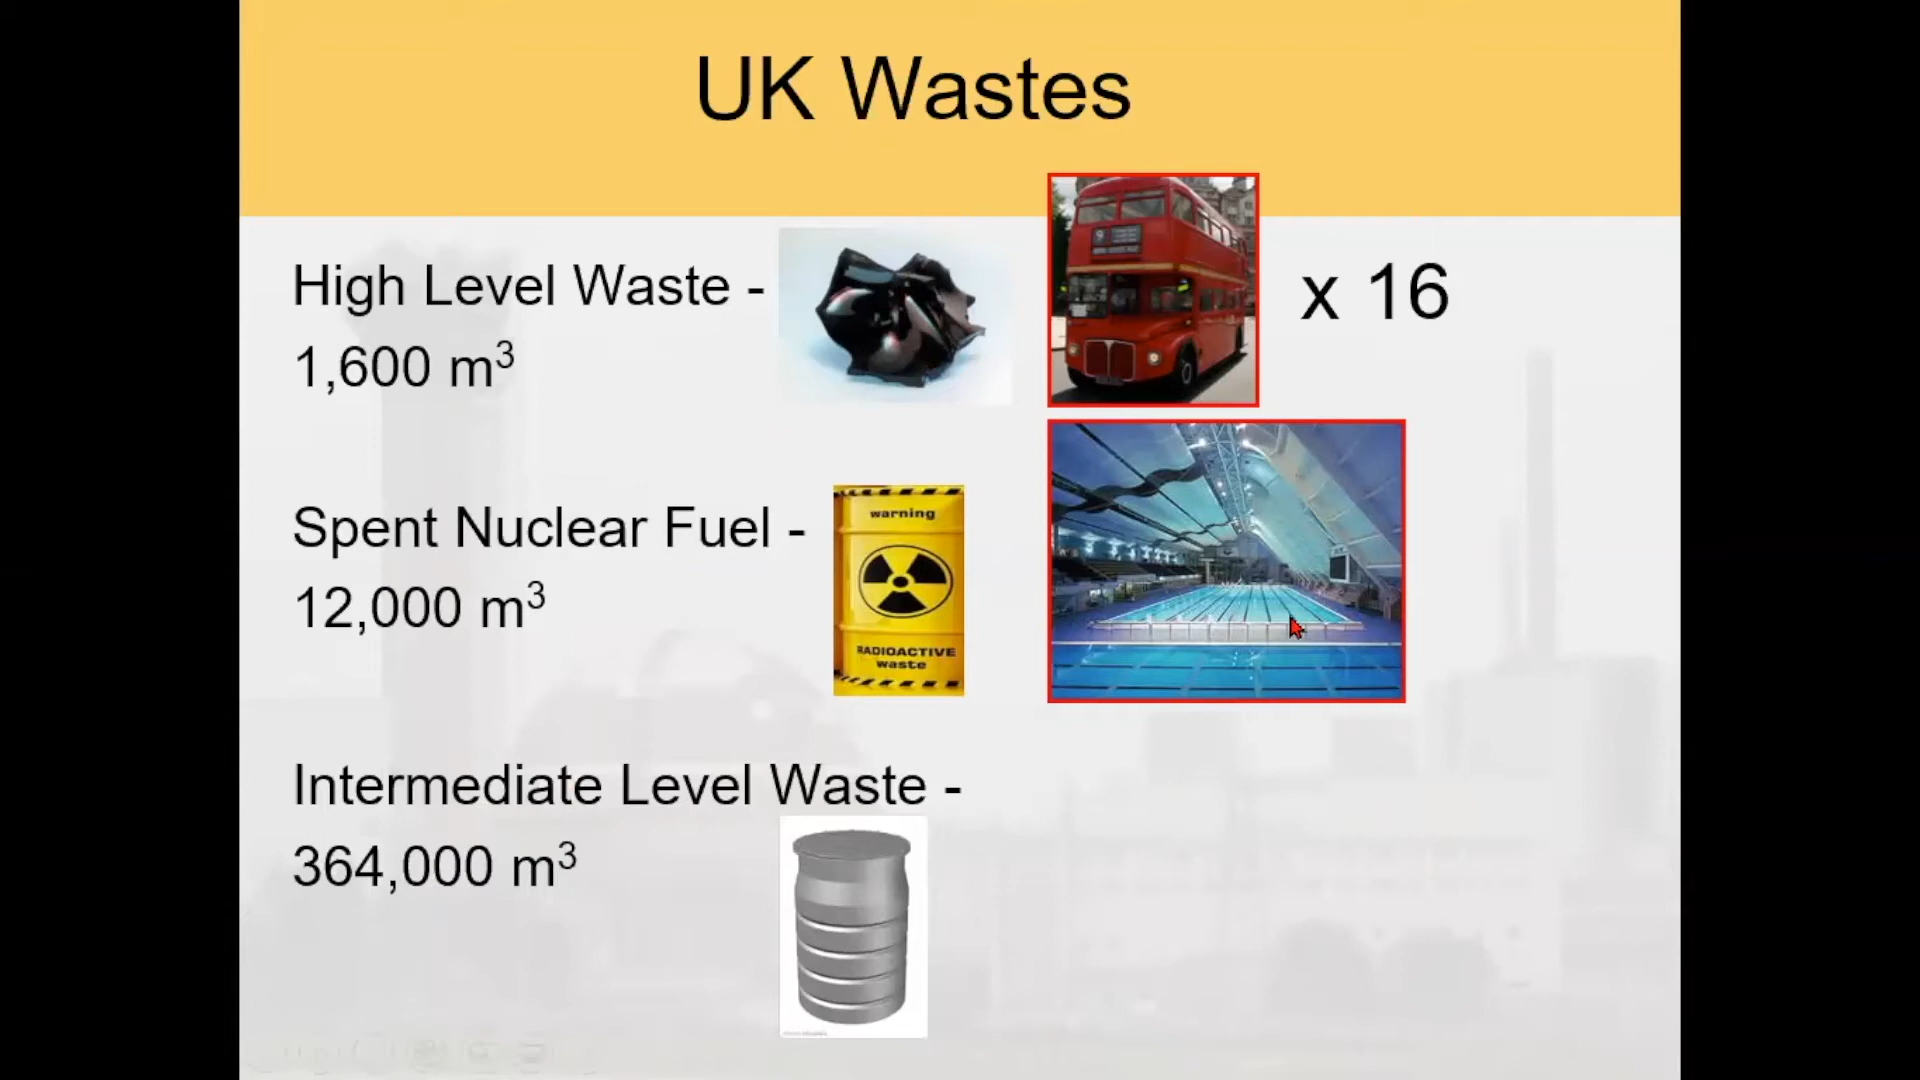 UK Wastes
High Level Waste -
1,600 m³
x 16
Spent Nuclear Fuel -
12,000 m³
warning
RADIOACTIVE
waste
Intermediate Level Waste -
364,000 m³